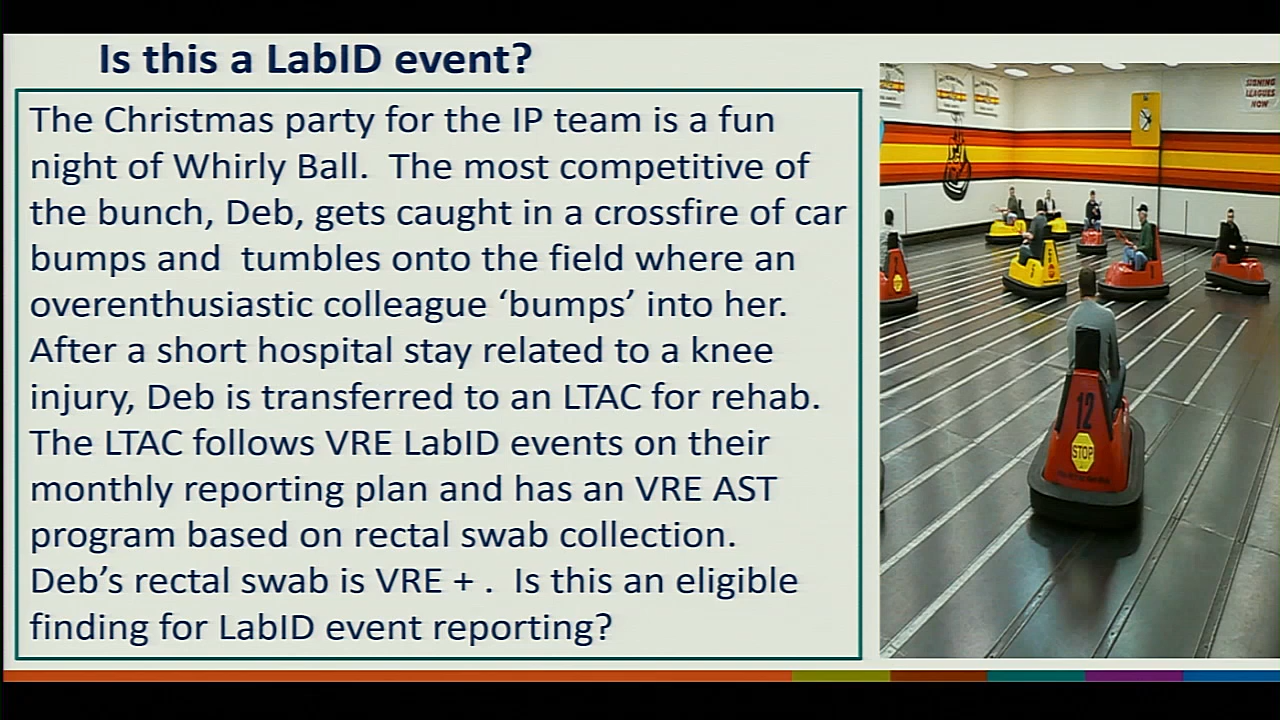 Is this a LabID event?
The Christmas party for the IP team is a fun
night of Whirly Ball. The most competitive of
the bunch, Deb, gets caught in a crossfire of car
bumps and tumbles onto the field where an
overenthusiastic colleague ‘bumps’ into her.
After a short hospital stay related to a knee
injury, Deb is transferred to an LTAC for rehab.
The LTAC follows VRE LabID events on their
monthly reporting plan and has an VRE AST
program based on rectal swab collection.
Deb’s rectal swab is VRE + . Is this an eligible
finding for LabID event reporting?
LEAGUES
NOW
12
STOP